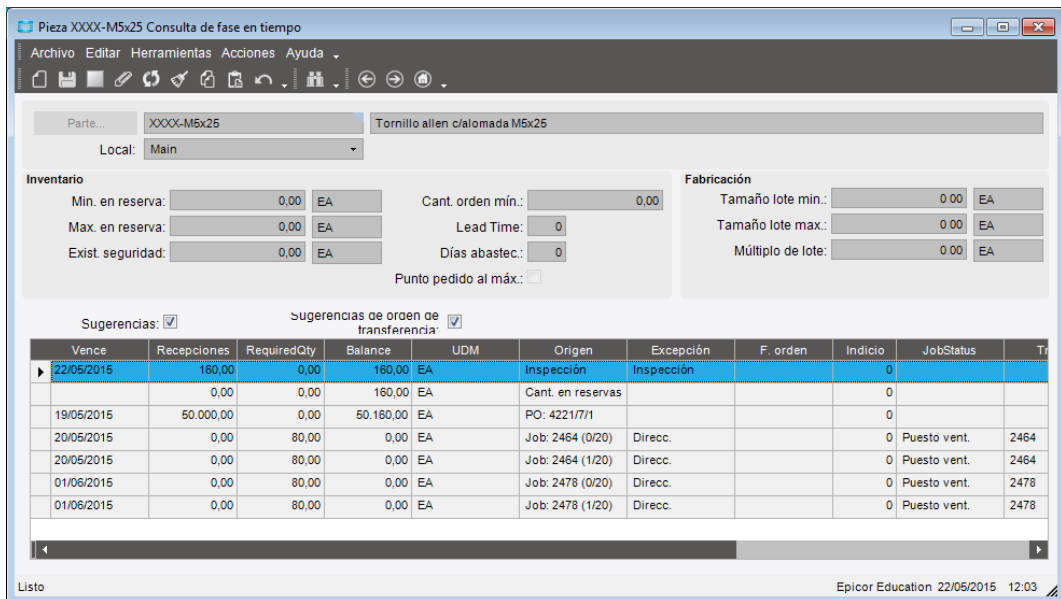 Pieza XXXX-M5x25 Consulta de fase en tiempo
Archivo Editar Herramientas Acciones Ayuda
Parte... XXXX-M5x25 Tornillo allen c/alomada M5x25
Local: Main
Inventario Fabricación
Min. en reserva: 0,00 EA Cant. orden mín.: 0,00 Tamaño lote min.: 0 00 EA
Max. en reserva: 0,00 EA Lead Time: 0 Tamaño lote max.: 0 00 EA
Exist. seguridad: 0,00 EA Días abastec.: 0 Múltiplo de lote: 0 00 EA
Punto pedido al máx.:
Sugerencias: Sugerencias de orden de
transferencia:
Vence Recepciones RequiredQty Balance UDM Origen Excepción F. orden Indicio JobStatus Tr
22/05/2015 160,00 0,00 160,00 EA Inspección Inspección 0
0,00 0,00 160,00 EA Cant. en reservas 0
19/05/2015 50.000,00 0,00 50.160,00 EA PO: 4221/7/1 0
20/05/2015 0,00 80,00 0,00 EA Job: 2464 (0/20) Direcc. 0 Puesto vent. 2464
20/05/2015 0,00 80,00 0,00 EA Job: 2464 (1/20) Direcc. 0 Puesto vent. 2464
01/06/2015 0,00 80,00 0,00 EA Job: 2478 (0/20) Direcc. 0 Puesto vent. 2478
01/06/2015 0,00 80,00 0,00 EA Job: 2478 (1/20) Direcc. 0 Puesto vent. 2478
Listo Epicor Education 22/05/2015 12:03